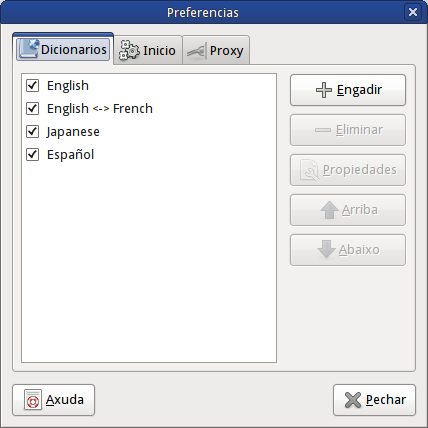 Preferencias
Dicionarios Inicio Proxy
English
English <-> French
Japanese
Español
Engadir
Eliminar
Propiedades
Arriba
Abaixo
Axuda
Pechar